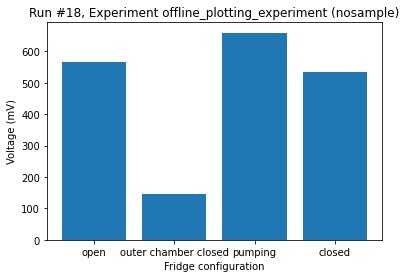 Run #18, Experiment offline_plotting_experiment (nosample)
600
500
400
300
200
100
0
Voltage (mV)
open outer chamber closed pumping closed
Fridge configuration